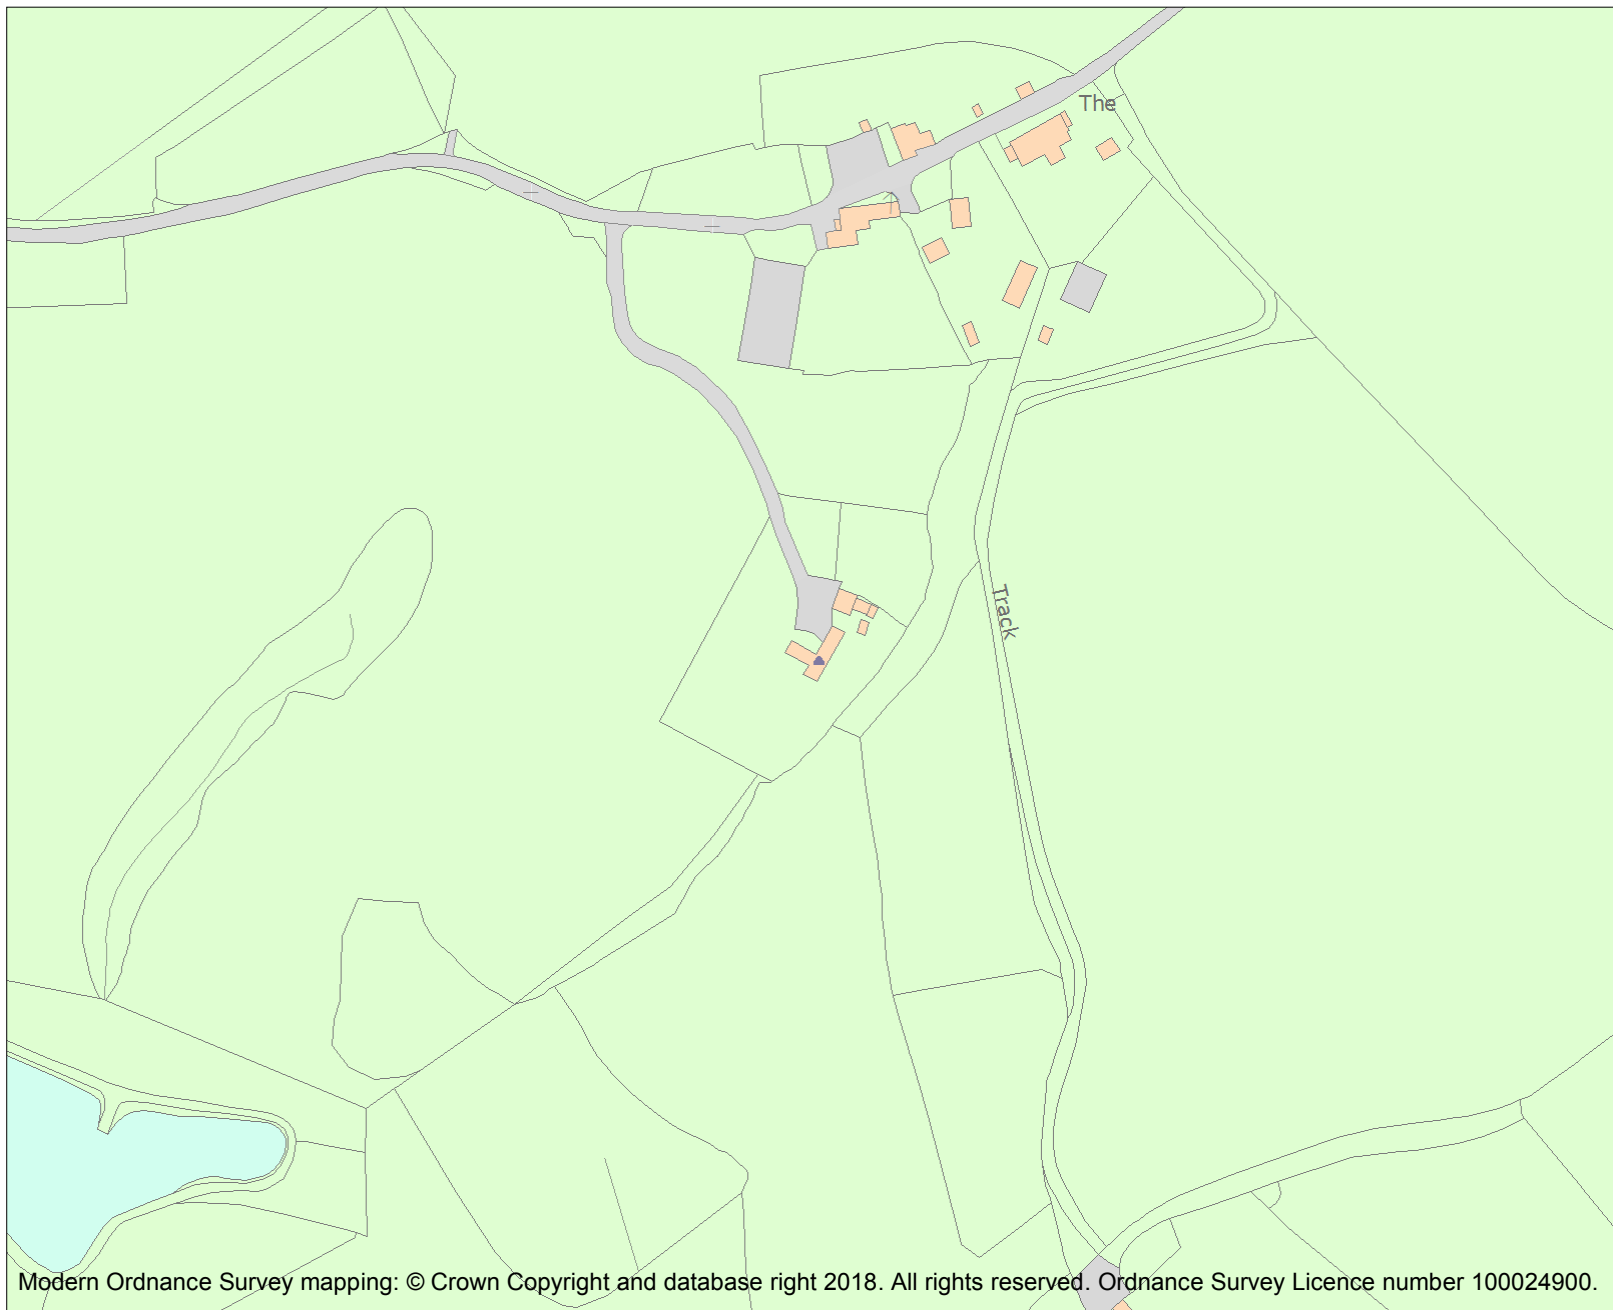 The
Track
Modern Ordnance Survey mapping: © Crown Copyright and database right 2018. All rights reserved. Ordnance Survey Licence number 100024900.